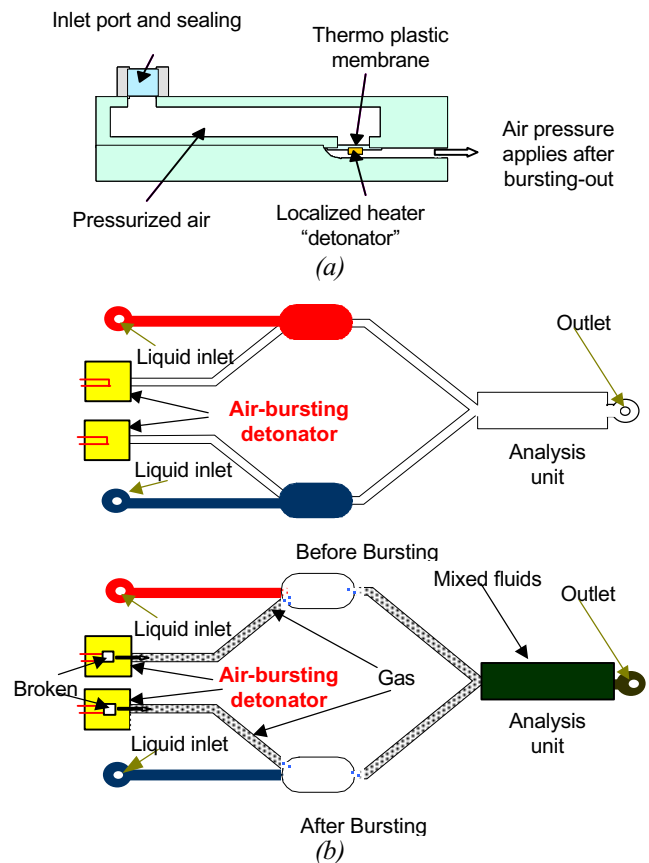 Inlet port and sealing
Thermo plastic
membrane
Air pressure
applies after
bursting-out
Pressurized air
Localized heater
“detonator”
(a)
Liquid inlet
Outlet
Air-bursting
detonator
Liquid inlet
Analysis
unit
Before Bursting
Mixed fluids
Outlet
Liquid inlet
Air-bursting
detonator
Gas
Broken
Liquid inlet
Analysis
unit
After Bursting
(b)